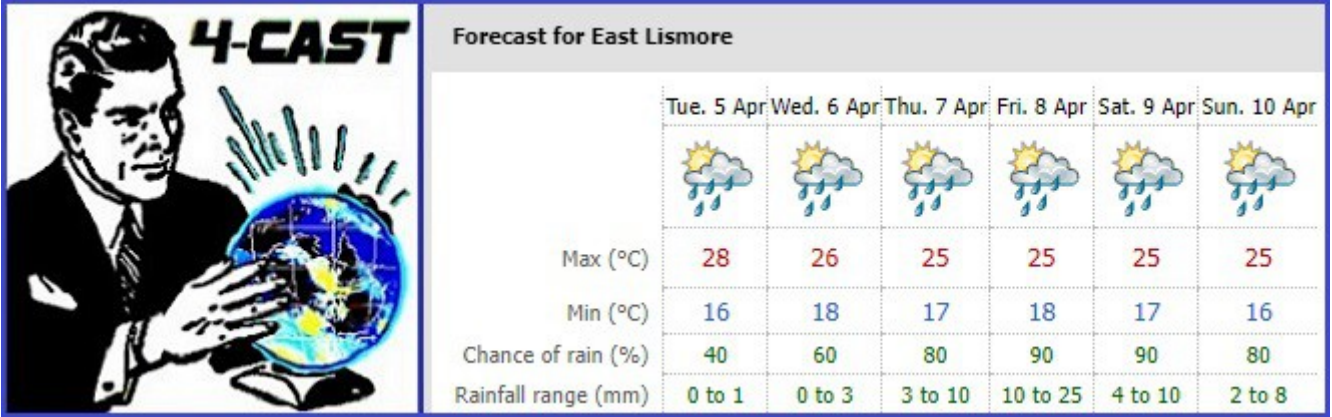 4-CAST
Forecast for East Lismore
Tue. 5 Apr Wed. 6 Apr Thu. 7 Apr Fri. 8 Apr Sat. 9 Apr Sun. 10 Apr
Max (°C) 28 26 25 25 25 25
Min (°C) 16 18 17 18 17 16
Chance of rain (%) 40 60 80 90 90 80
Rainfall range (mm) 0 to 1 0 to 3 3 to 10 10 to 25 4 to 10 2 to 8